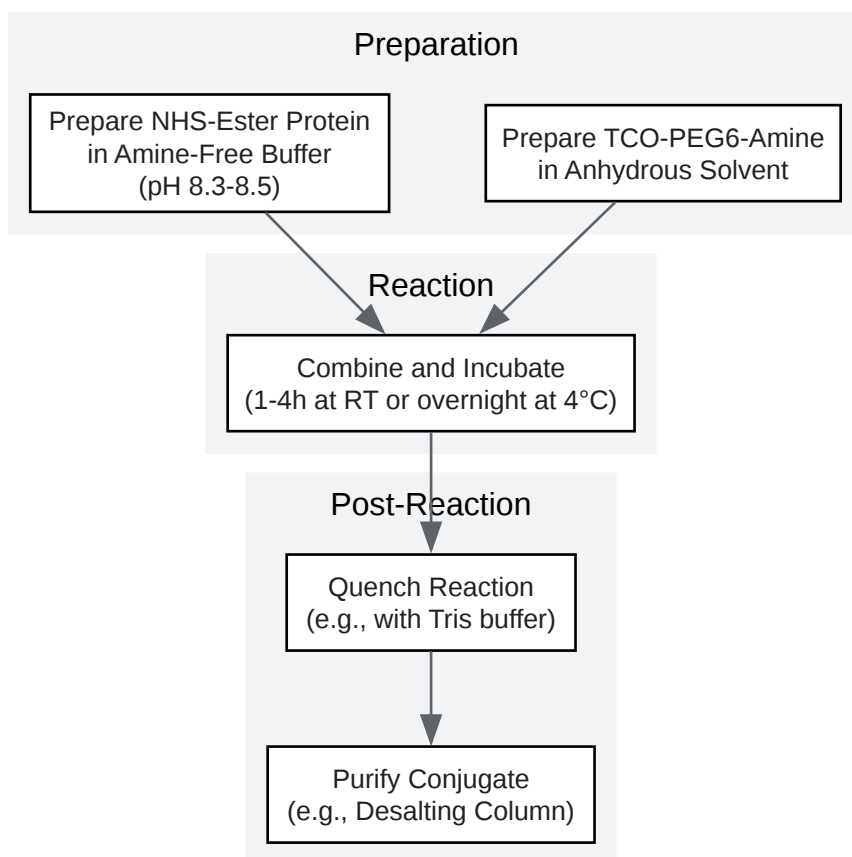 Preparation
Prepare NHS-Ester Protein
in Amine-Free Buffer
(pH 8.3-8.5)
Prepare TCO-PEG6-Amine
in Anhydrous Solvent
Reaction
Combine and Incubate
(1-4h at RT or overnight at 4°C)
Post-Reaction
Quench Reaction
(e.g., with Tris buffer)
Purify Conjugate
(e.g., Desalting Column)